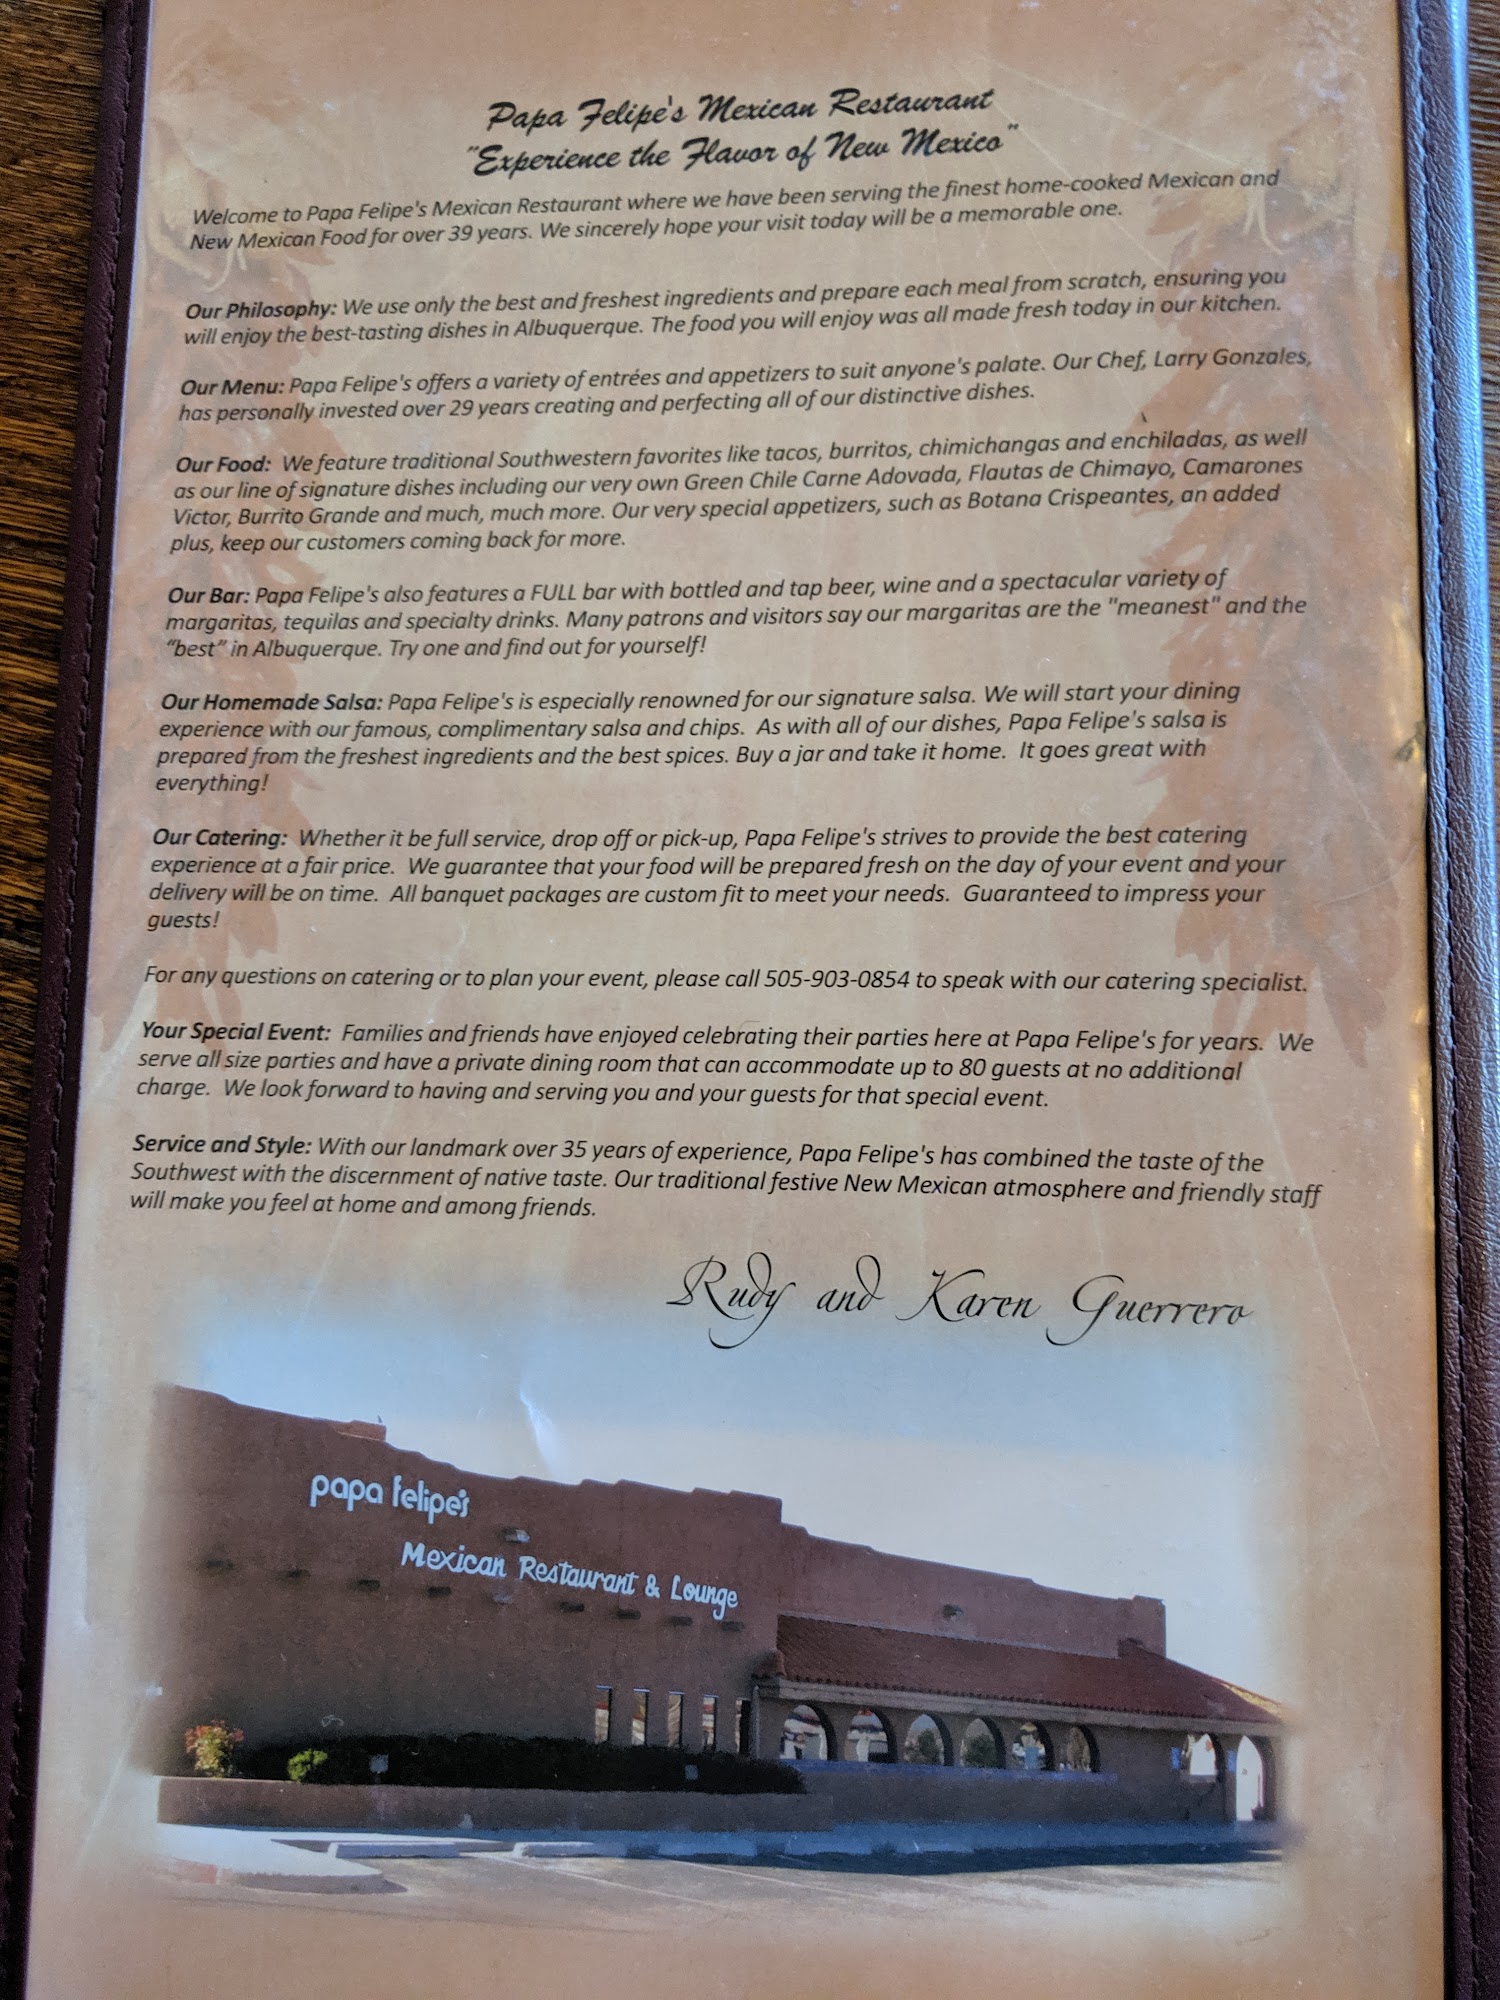 Papa Felipe's Mexican Restaurant
"Experience the Flavor of New Mexico"
Welcome to Papa Felipe's Mexican Restaurant where we have been serving the finest home-cooked Mexican and
New Mexican Food for over 39 years. We sincerely hope your visit today will be a memorable one.
Our Philosophy: We use only the best and freshest ingredients and prepare each meal from scratch, ensuring you
will enjoy the best-tasting dishes in Albuquerque. The food you will enjoy was all made fresh today in our kitchen.
Our Menu: Papa Felipe's offers a variety of entrées and appetizers to suit anyone's palate. Our Chef, Larry Gonzales,
has personally invested over 29 years creating and perfecting all of our distinctive dishes.
Our Food:  We feature traditional Southwestern favorites like tacos, burritos, chimichangas and enchiladas, as well
as our line of signature dishes including our very own Green Chile Carne Adovada, Flautas de Chimayo, Camarones
Victor, Burrito Grande and much, much more. Our very special appetizers, such as Botana Crispeantes, an added
plus, keep our customers coming back for more.
Our Bar: Papa Felipe's also features a FULL bar with bottled and tap beer, wine and a spectacular variety of
margaritas, tequilas and specialty drinks. Many patrons and visitors say our margaritas are the "meanest" and the
"best" in Albuquerque. Try one and find out for yourself!
Our Homemade Salsa: Papa Felipe's is especially renowned for our signature salsa. We will start your dining
experience with our famous, complimentary salsa and chips.  As with all of our dishes, Papa Felipe's salsa is
prepared from the freshest ingredients and the best spices. Buy a jar and take it home.  It goes great with
everything!
Our Catering:  Whether it be full service, drop off or pick-up, Papa Felipe's strives to provide the best catering
experience at a fair price.  We guarantee that your food will be prepared fresh on the day of your event and your
delivery will be on time.  All banquet packages are custom fit to meet your needs.  Guaranteed to impress your
guests!
For any questions on catering or to plan your event, please call 505-903-0854 to speak with our catering specialist.
Your Special Event:  Families and friends have enjoyed celebrating their parties here at Papa Felipe's for years.  We
serve all size parties and have a private dining room that can accommodate up to 80 guests at no additional
charge.  We look forward to having and serving you and your guests for that special event.
Service and Style: With our landmark over 35 years of experience, Papa Felipe's has combined the taste of the
Southwest with the discernment of native taste. Our traditional festive New Mexican atmosphere and friendly staff
will make you feel at home and among friends.
Rudy and Karen Guerrero
papa felipe's
Mexican Restaurant & Lounge